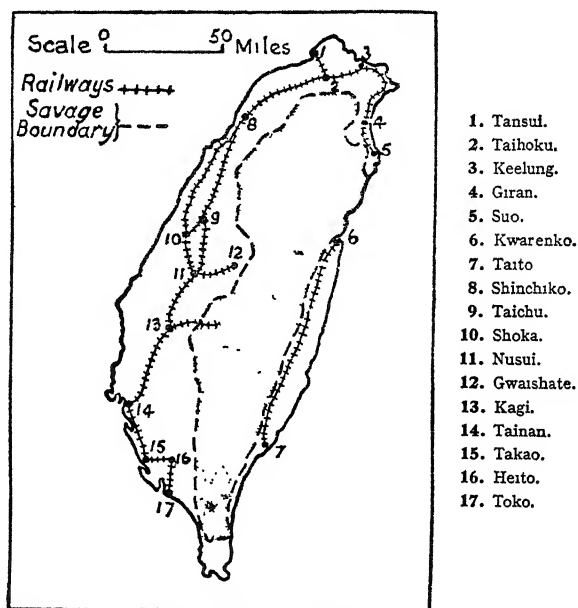 Scale 0 50 Miles
Railways
Savage
Boundary
1
3
2
8
4
5
9
6
10
12
11
13
14
15
16
7
17
1. Tansui.
2. Taihoku.
3. Keelung.
4. Giran.
5. Suo.
6. Kwarenko.
7. Taito
8. Shinchiko.
9. Taichu.
10. Shoka.
11. Nusui.
12. Gwaishate.
13. Kagi.
14. Tainan.
15. Takao.
16. Heito.
17. Toko.